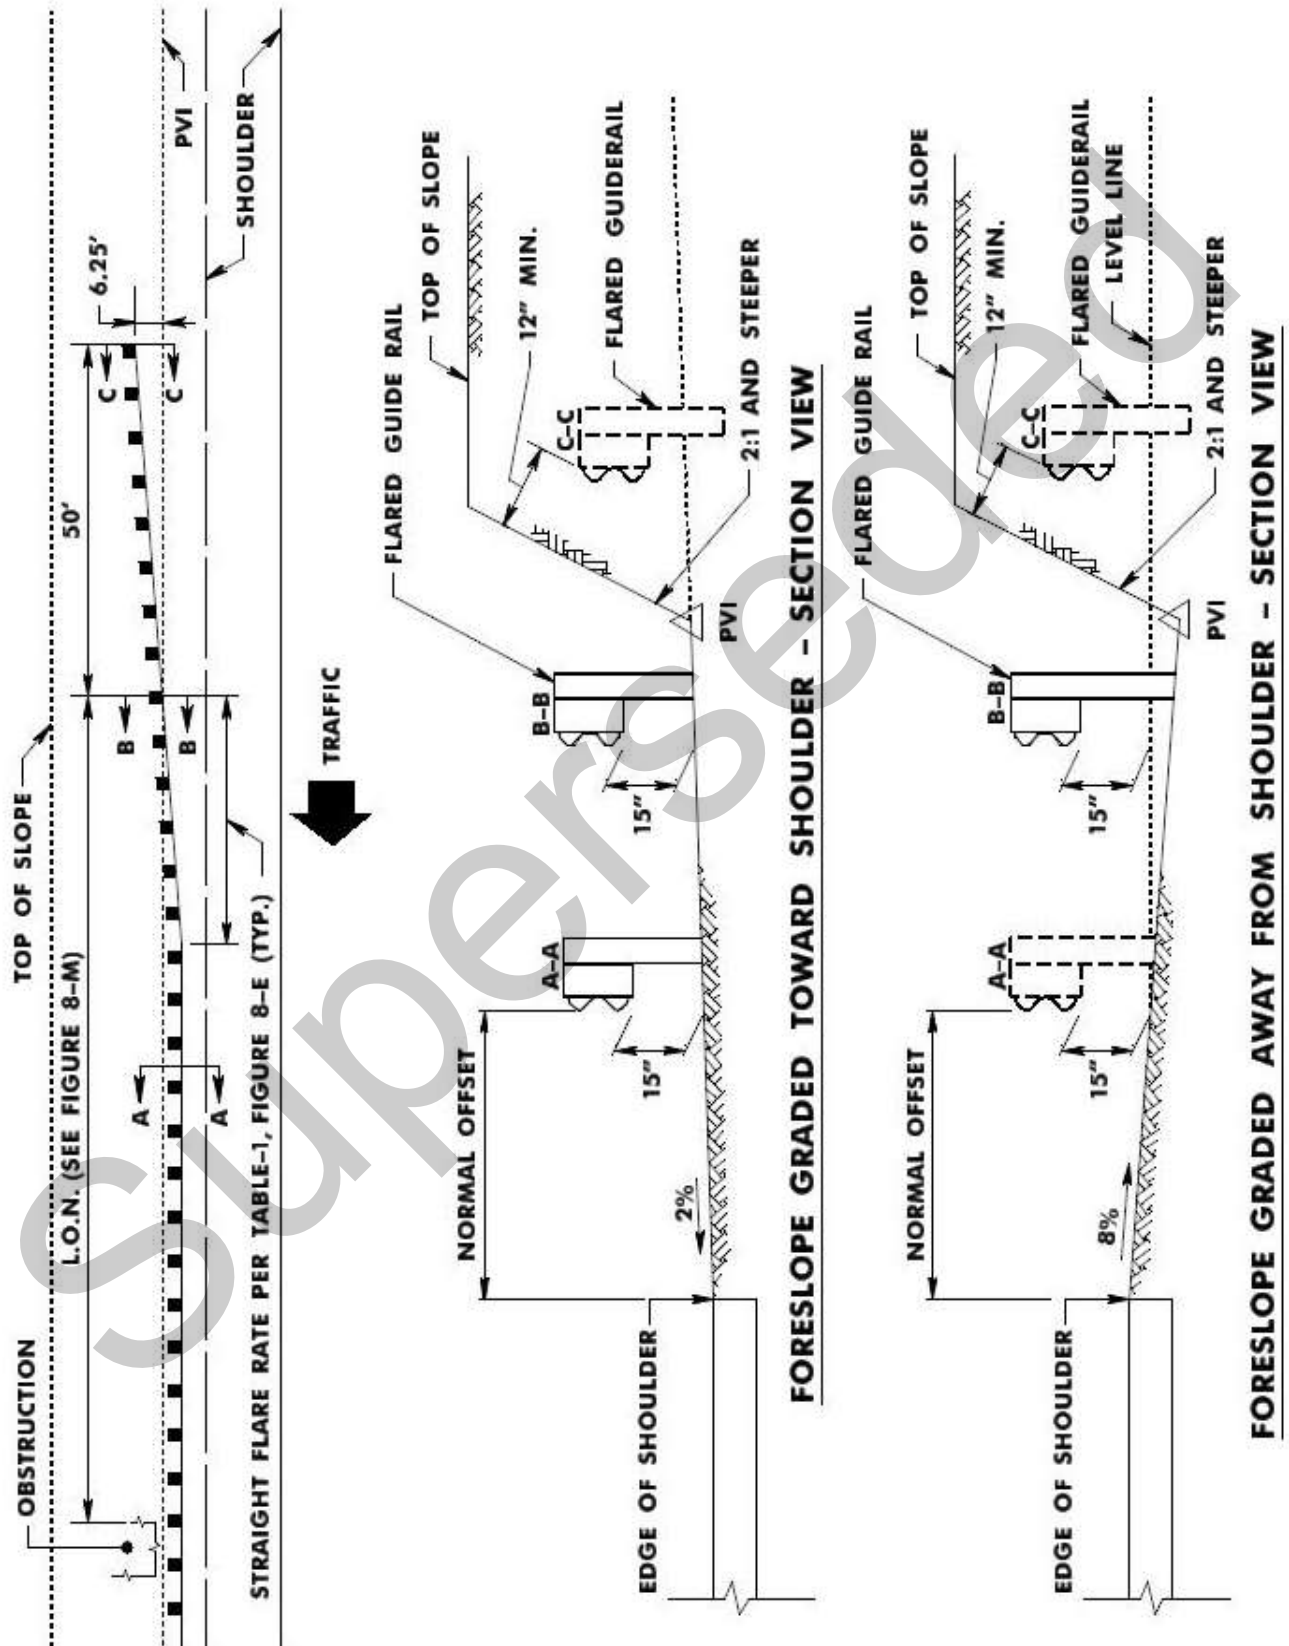 OBSTRUCTION
TOP OF SLOPE
L.O.N. (SEE FIGURE 8-M)
50'
6.25'
B
B
C
C
A
A
PVI
SHOULDER
STRAIGHT FLARE RATE PER TABLE-1, FIGURE 8-E (TYP.)
TRAFFIC
FLARED GUIDE RAIL
TOP OF SLOPE
NORMAL OFFSET
12" MIN.
A-A
B-B
C-C
FLARED GUIDERAIL
15"
15"
2%
EDGE OF SHOULDER
PVI
2:1 AND STEEPER
FORESLOPE GRADED TOWARD SHOULDER - SECTION VIEW
FLARED GUIDE RAIL
TOP OF SLOPE
NORMAL OFFSET
12" MIN.
A-A
B-B
C-C
FLARED GUIDERAIL
LEVEL LINE
15"
15"
8%
EDGE OF SHOULDER
PVI
2:1 AND STEEPER
FORESLOPE GRADED AWAY FROM SHOULDER - SECTION VIEW
Superseded